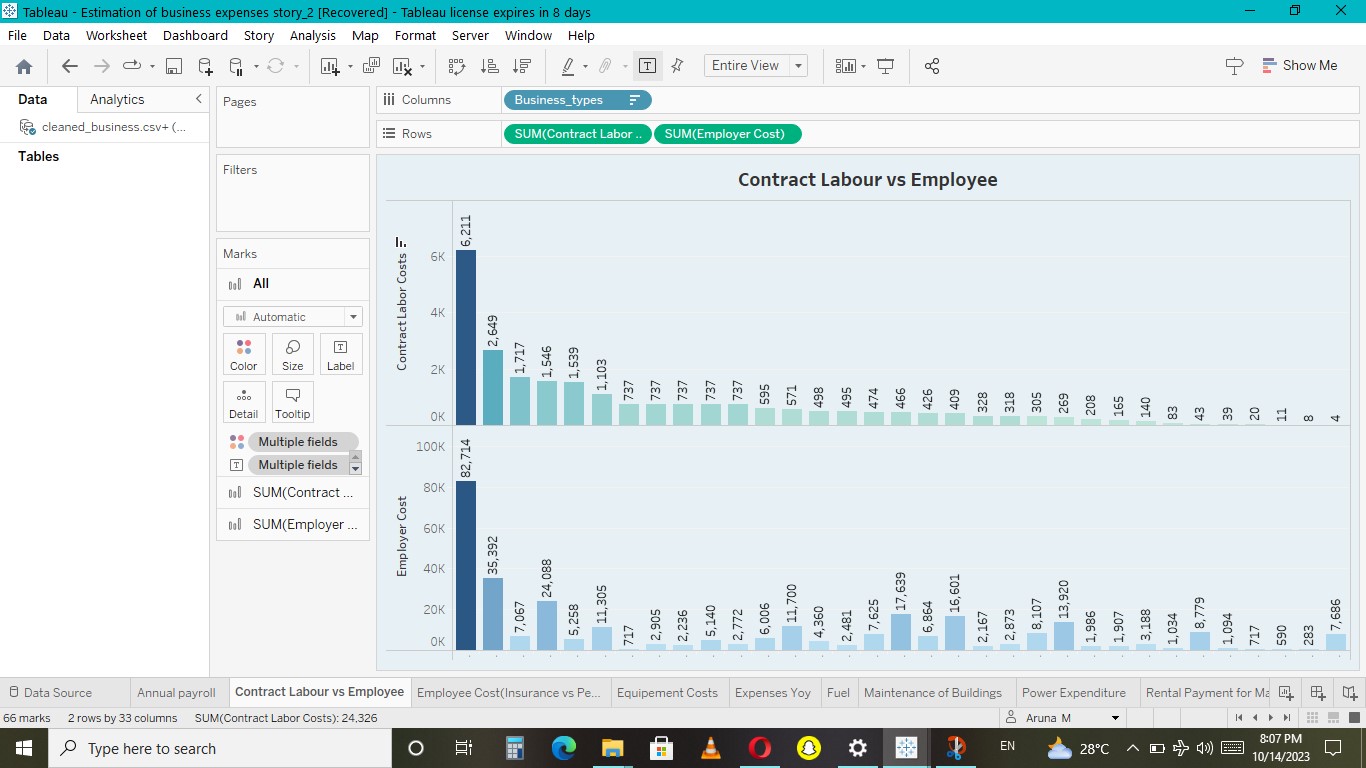 Tableau - Estimation of business expenses story_2 [Recovered] - Tableau license expires in 8 days
File Data Worksheet Dashboard Story Analysis Map Format Server Window Help
Entire View
Show Me
Data Analytics
cleaned_business.csv+ (...
Tables
Pages
Filters
Marks
All
Automatic
Color Size Label
Detail Tooltip
Multiple fields
Multiple fields
SUM(Contract ...
SUM(Employer ...
Columns Business_types
Rows SUM(Contract Labor .. SUM(Employer Cost)
Contract Labour vs Employee
Contract Labor Costs
6K
4K
2K
0K
6,211 2,649 1,717 1,546 1,539 1,103 737 737 737 737 737 595 571 498 495 474 466 426 409 328 318 305 269 208 165 140 83 43 39 20 11 8 4
Employer Cost
100K
80K
60K
40K
20K
0K
82,714 35,392 7,067 24,088 5,258 11,305 717 2,905 2,236 5,140 2,772 6,006 11,700 4,360 2,481 7,625 17,639 6,864 16,601 2,167 2,873 8,107 13,920 1,986 1,907 3,188 1,034 8,779 1,094 717 590 283 7,686
Data Source Annual payroll Contract Labour vs Employee Employee Cost(Insurance vs Pe... Equipement Costs Expenses Yoy Fuel Maintenance of Buildings Power Expenditure Rental Payment for Ma
66 marks 2 rows by 33 columns SUM(Contract Labor Costs): 24,326 Aruna M
Type here to search
28°C
EN
8:07 PM
10/14/2023